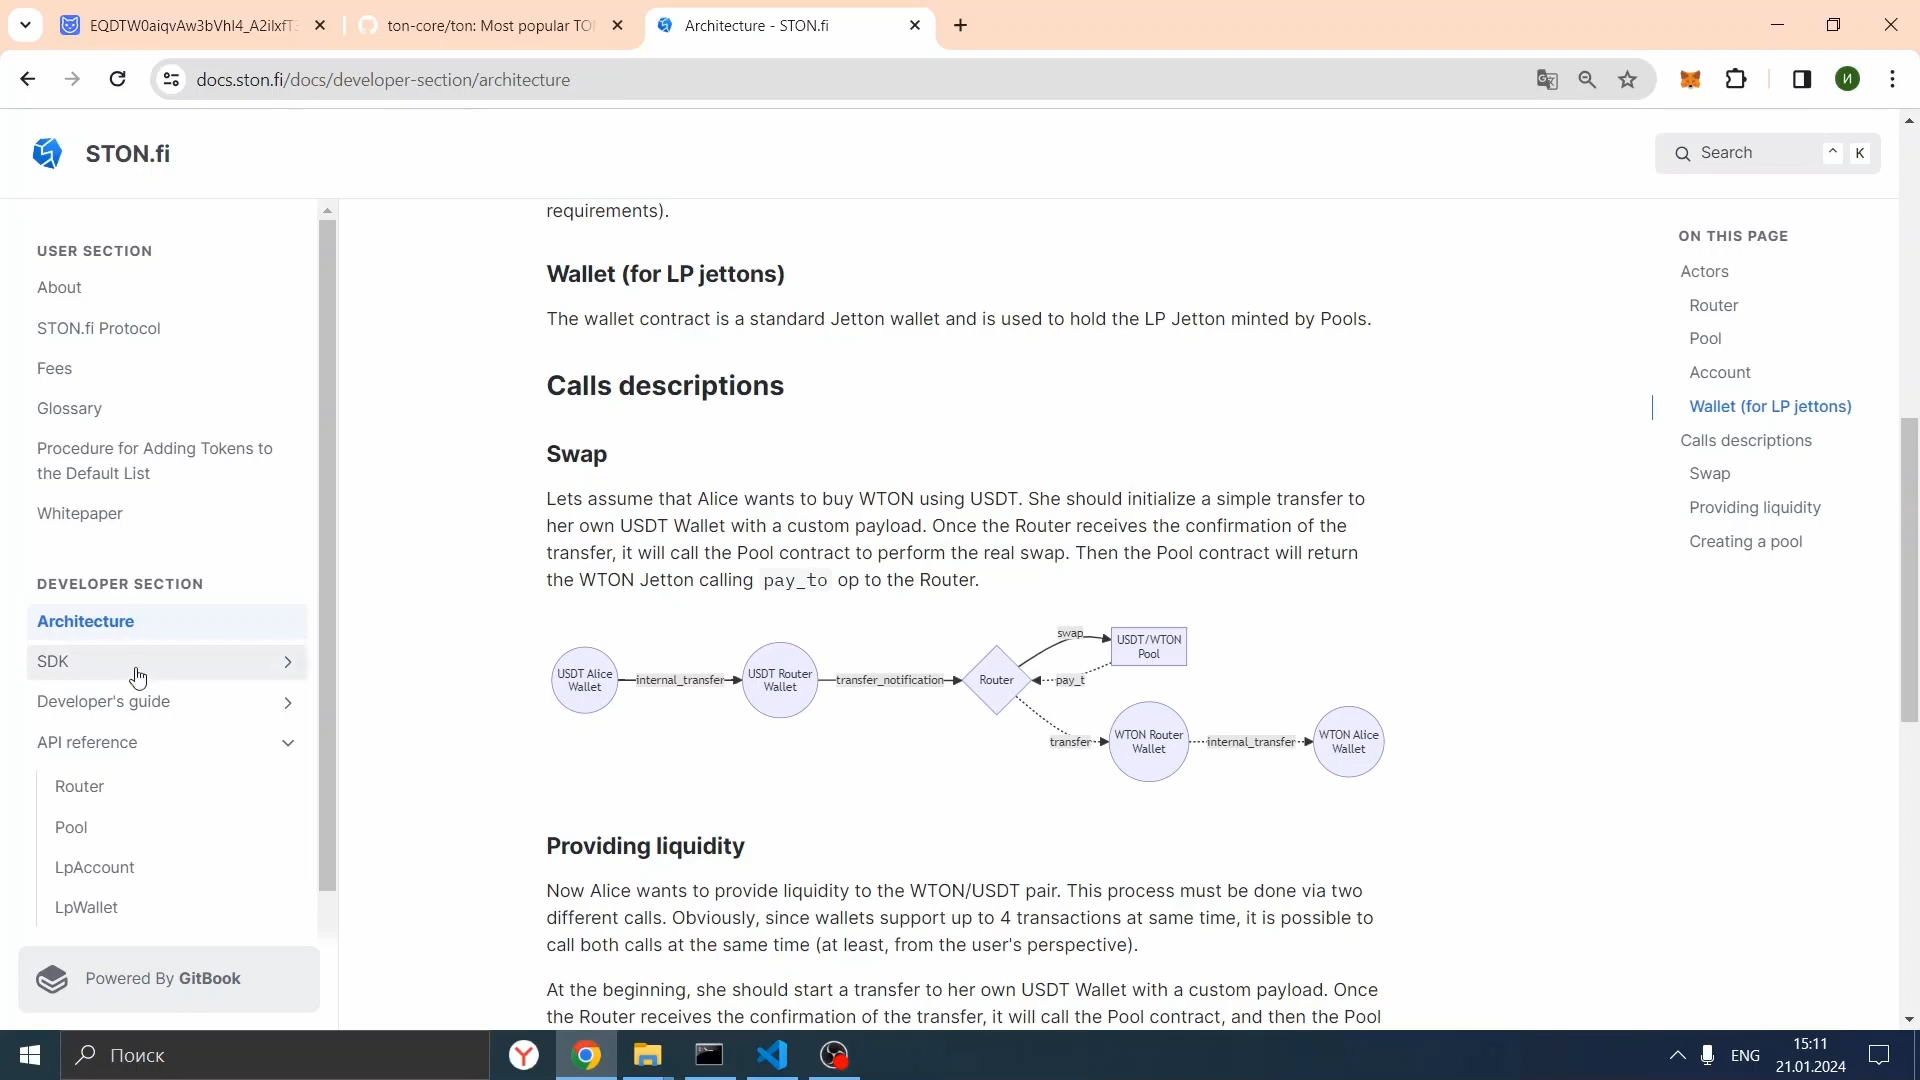 EQDTW0aiqvAw3bVhI4_A2iIxfT3
ton-core/ton: Most popular TO
Architecture - STON.fi
docs.ston.fi/docs/developer-section/architecture
И
STON.fi
Search
^ K
USER SECTION
About
STON.fi Protocol
Fees
Glossary
Procedure for Adding Tokens to
the Default List
Whitepaper
DEVELOPER SECTION
Architecture
SDK
Developer's guide
API reference
Router
Pool
LpAccount
LpWallet
Powered By GitBook
requirements).
Wallet (for LP jettons)
The wallet contract is a standard Jetton wallet and is used to hold the LP Jetton minted by Pools.
Calls descriptions
Swap
Lets assume that Alice wants to buy WTON using USDT. She should initialize a simple transfer to
her own USDT Wallet with a custom payload. Once the Router receives the confirmation of the
transfer, it will call the Pool contract to perform the real swap. Then the Pool contract will return
the WTON Jetton calling pay_to op to the Router.
USDT Alice
Wallet
internal_transfer
USDT Router
Wallet
transfer_notification
Router
swap
USDT/WTON
Pool
pay_t
transfer
WTON Router
Wallet
internal_transfer
WTON Alice
Wallet
Providing liquidity
Now Alice wants to provide liquidity to the WTON/USDT pair. This process must be done via two
different calls. Obviously, since wallets support up to 4 transactions at same time, it is possible to
call both calls at the same time (at least, from the user's perspective).
At the beginning, she should start a transfer to her own USDT Wallet with a custom payload. Once
the Router receives the confirmation of the transfer, it will call the Pool contract, and then the Pool
ON THIS PAGE
Actors
Router
Pool
Account
Wallet (for LP jettons)
Calls descriptions
Swap
Providing liquidity
Creating a pool
Поиск
ENG
15:11
21.01.2024